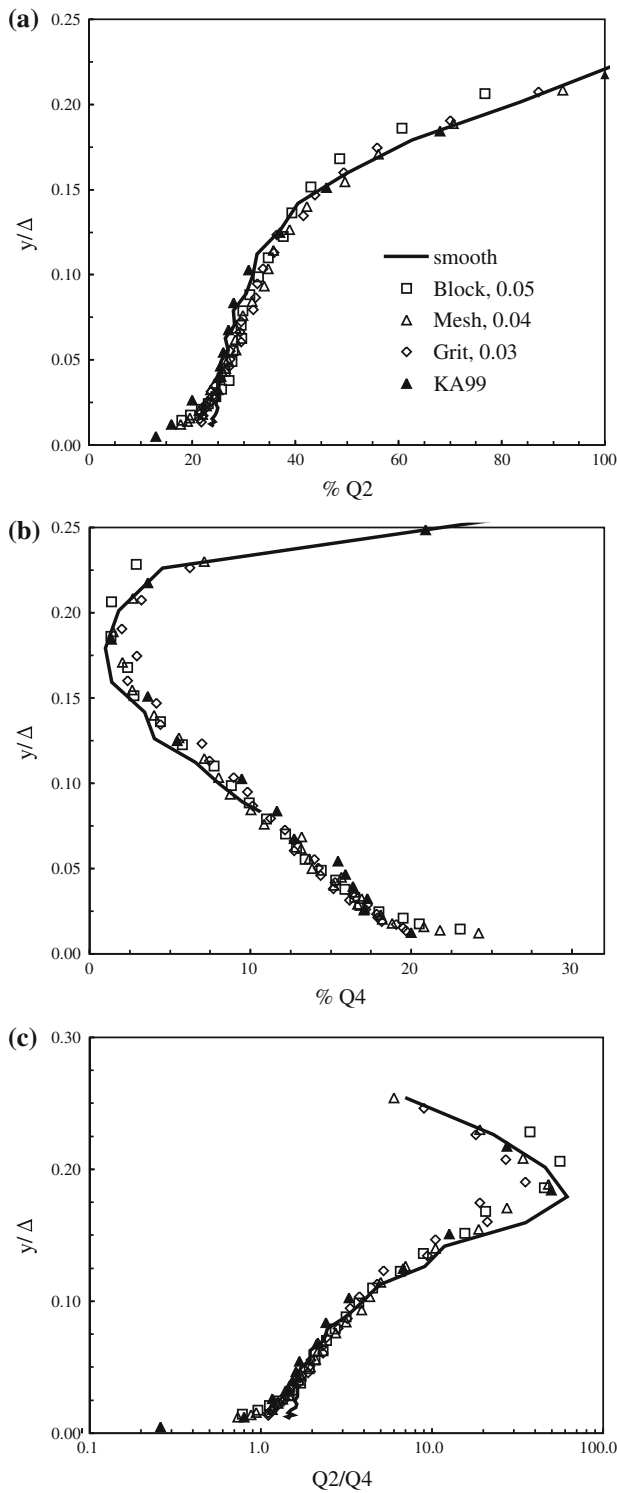 (a)
0.25
0.20
0.15
0.10
0.05
0.00
y/Δ
smooth
Block, 0.05
Mesh, 0.04
Grit, 0.03
KA99
0 20 40 60 80 100
% Q2
(b)
0.25
0.20
0.15
0.10
0.05
0.00
y/Δ
0 10 20 30
% Q4
(c)
0.30
0.20
0.10
0.00
y/Δ
0.1 1.0 10.0 100.0
Q2/Q4